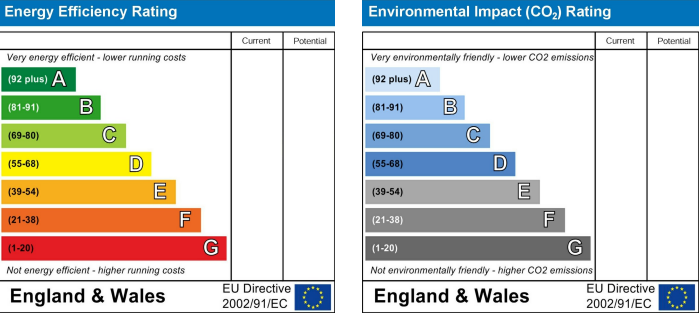 Energy Efficiency Rating
Current Potential
Very energy efficient - lower running costs
(92 plus) A
(81-91) B
(69-80) C
(55-68) D
(39-54) E
(21-38) F
(1-20) G
Not energy efficient - higher running costs
England & Wales
EU Directive
2002/91/EC
Environmental Impact (CO₂) Rating
Current Potential
Very environmentally friendly - lower CO2 emissions
(92 plus) A
(81-91) B
(69-80) C
(55-68) D
(39-54) E
(21-38) F
(1-20) G
Not environmentally friendly - higher CO2 emissions
England & Wales
EU Directive
2002/91/EC